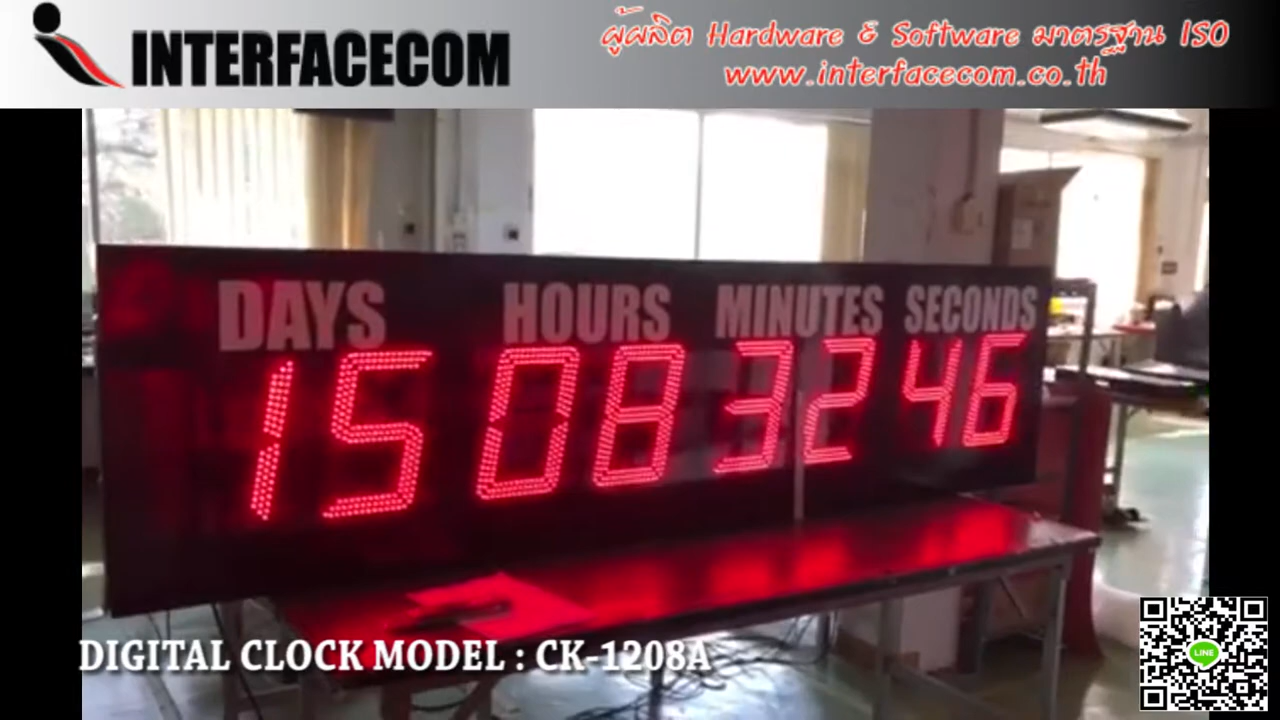 INTERFACECOM
ผู้ผลิต Hardware & Software มาตรฐาน ISO
www.interfacecom.co.th
DAYS HOURS MINUTES SECONDS
15 08 32 46
DIGITAL CLOCK MODEL : CK-1208A
LINE